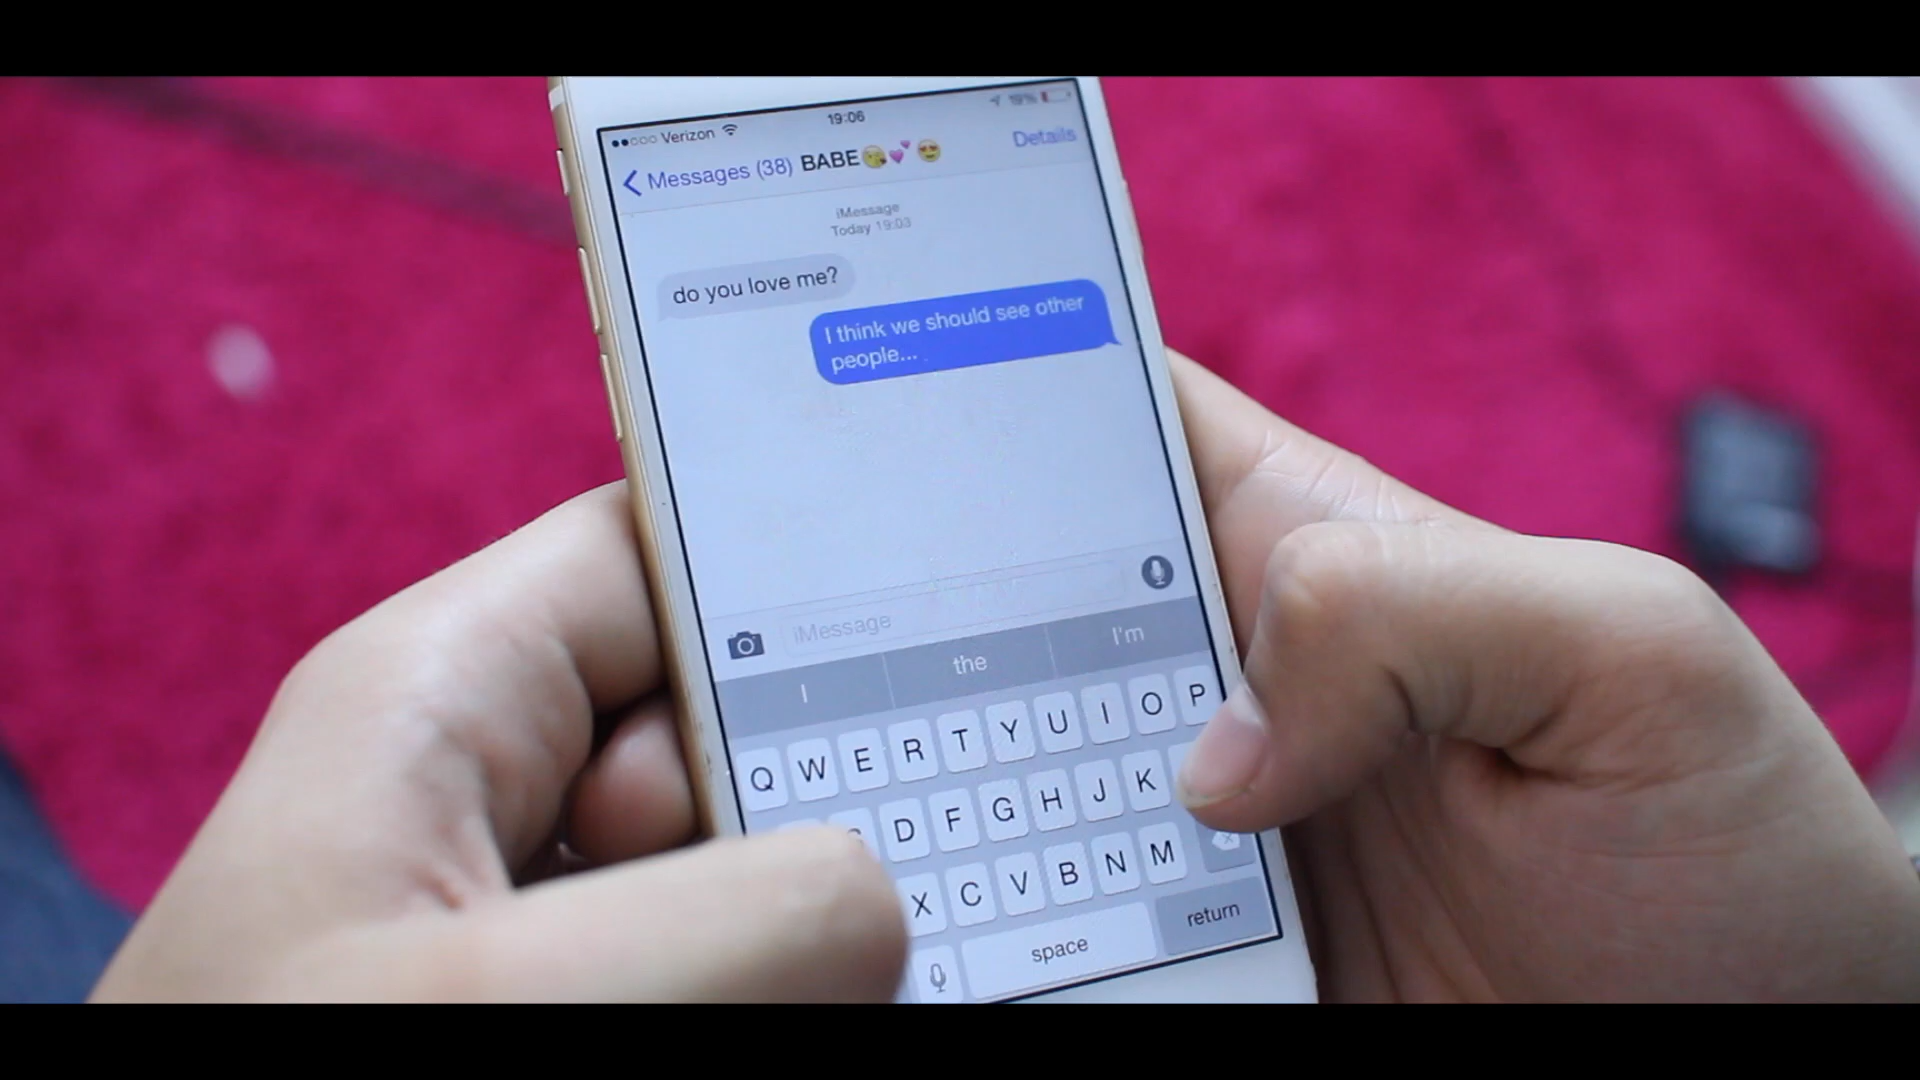 Verizon 19:06 19%
Messages (38) BABE😘💕😍 Details
iMessage
Today 19:03
do you love me?
I think we should see other
people...
iMessage
I the I'm
Q W E R T Y U I O P
D F G H J K
X C V B N M
space return